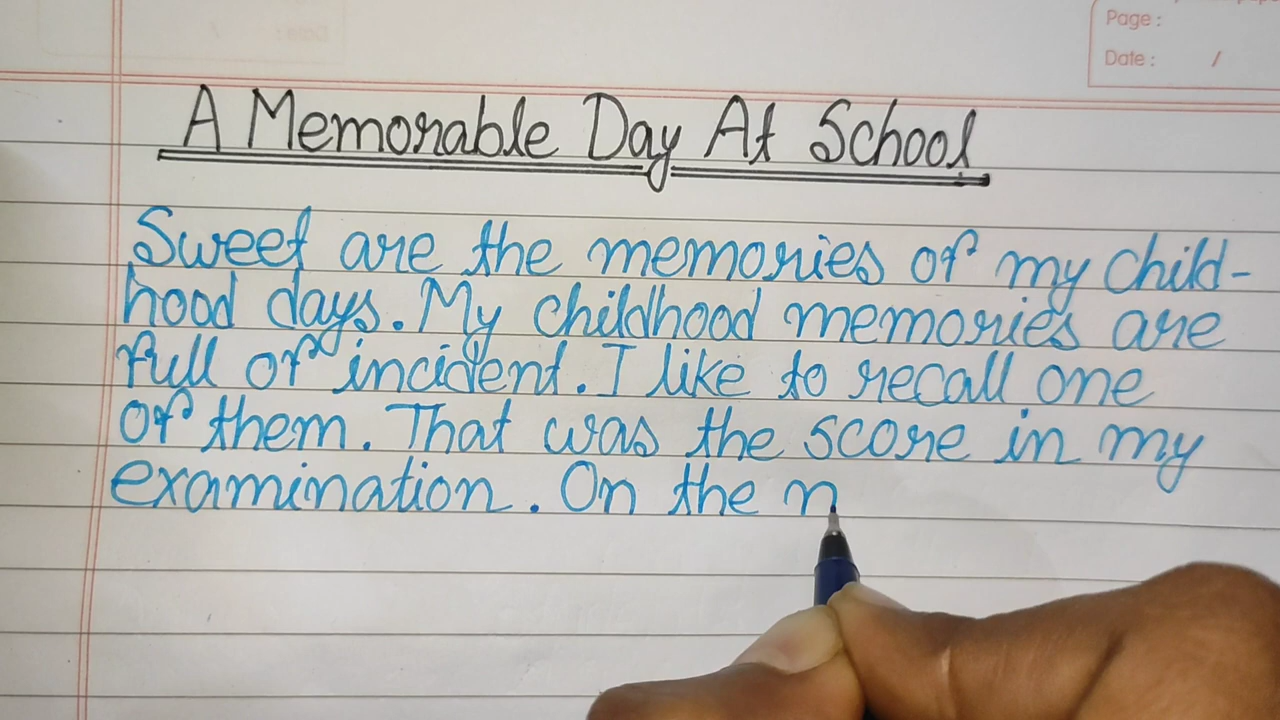 Page :
Date : /
A Memorable Day At School
Sweet are the memories of my child-
hood days. My childhood memories are
full of incident. I like to recall one
of them. That was the score in my
examination. On the n